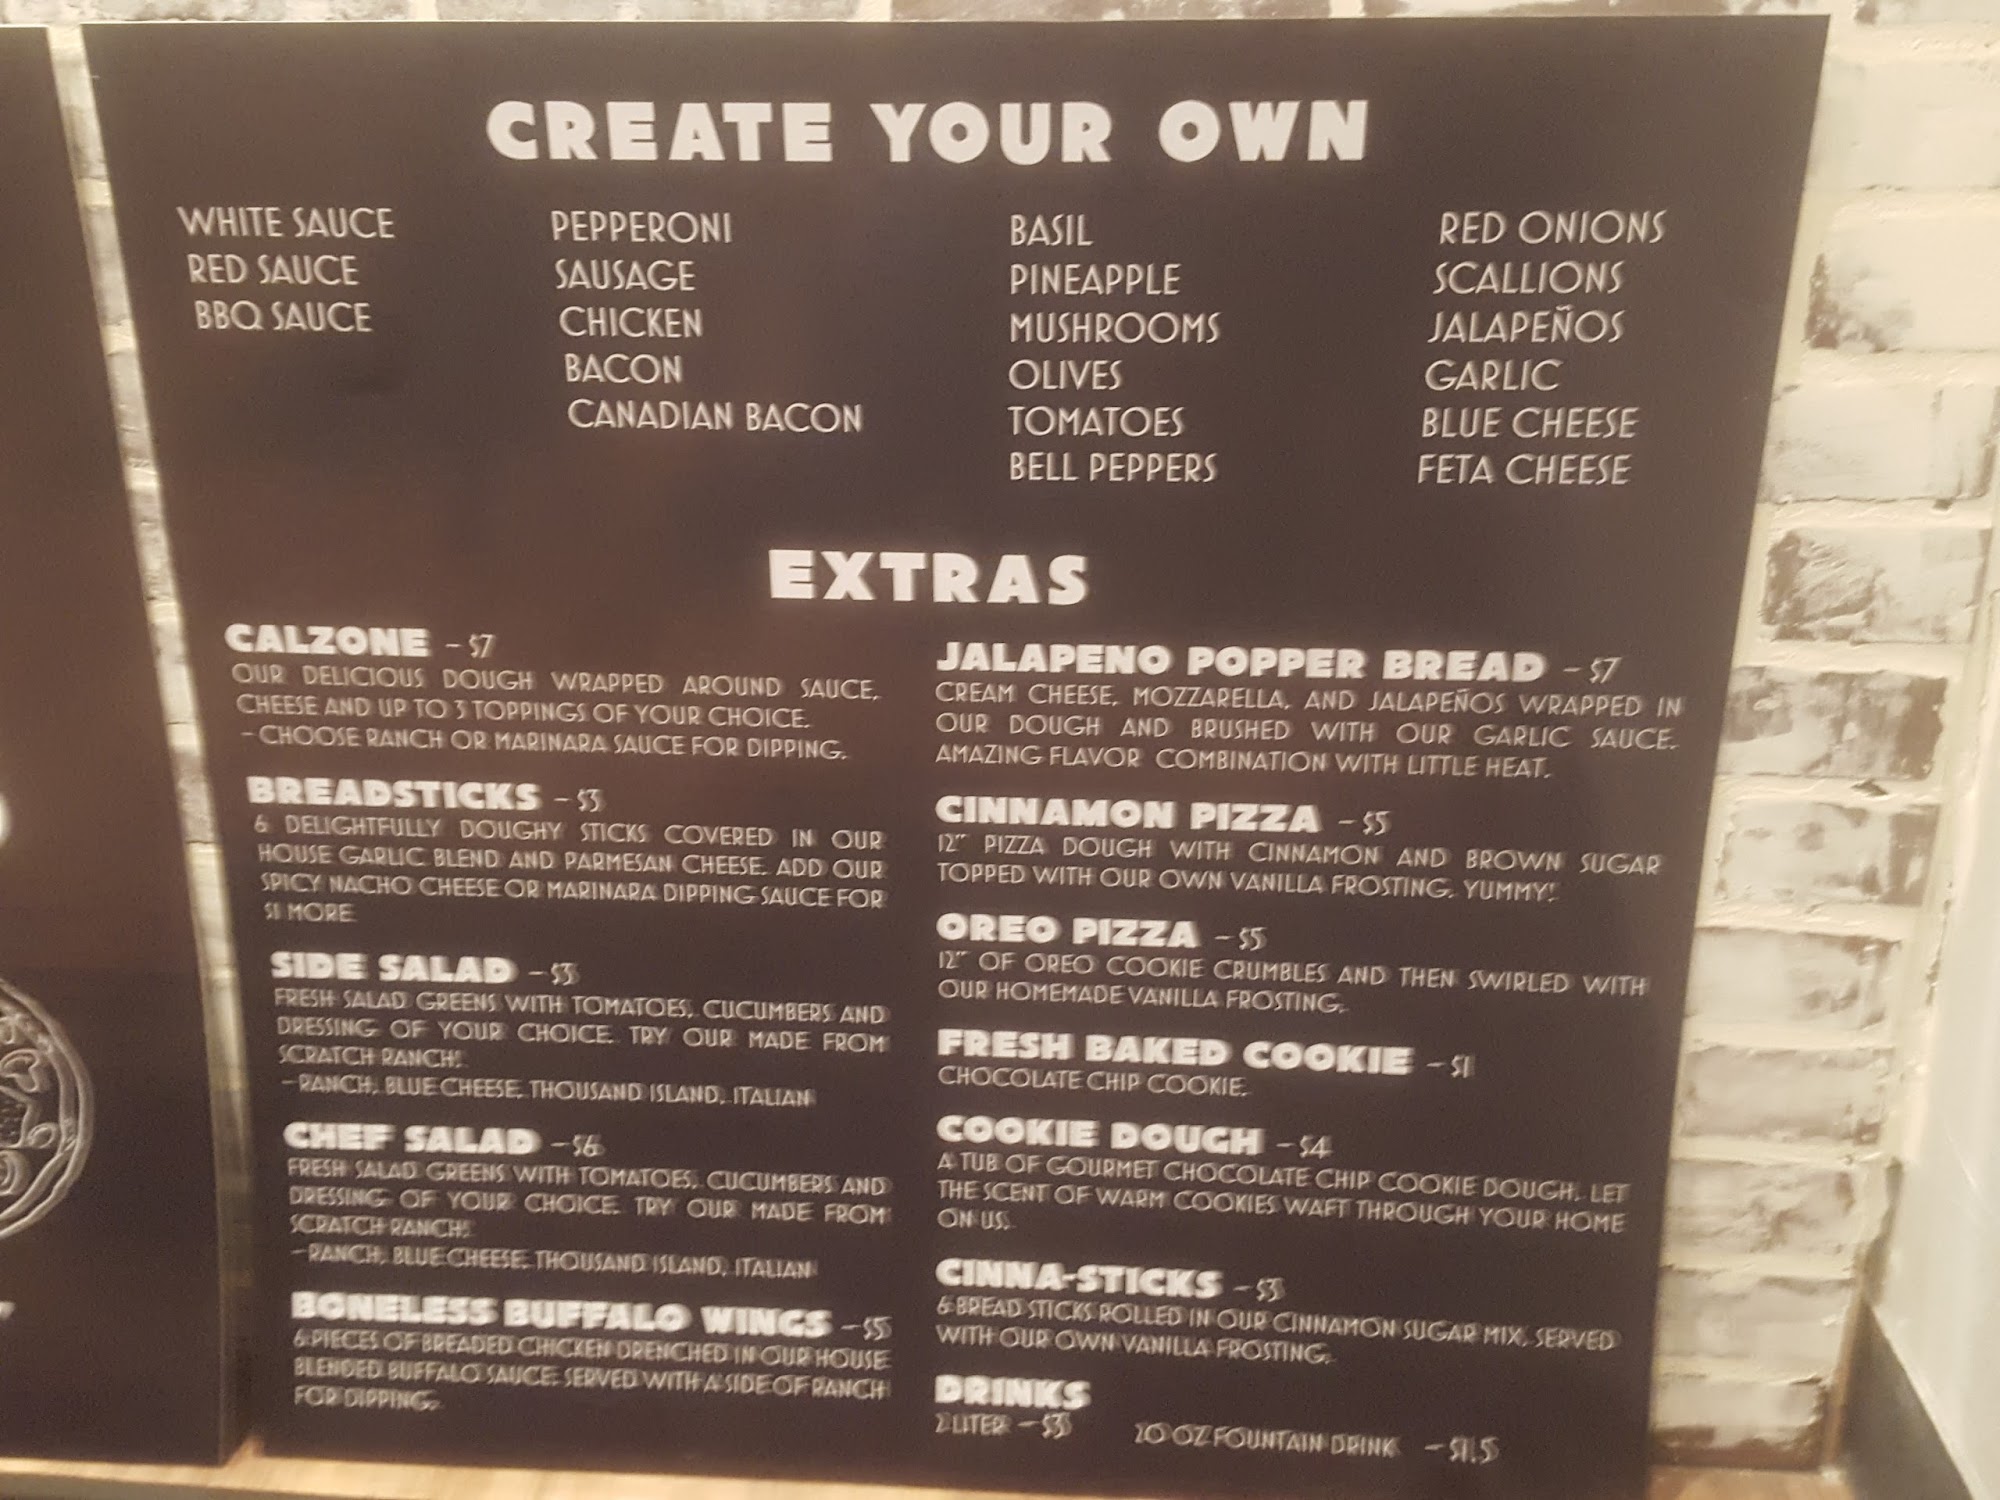 CREATE YOUR OWN
WHITE SAUCE
RED SAUCE
BBQ SAUCE
PEPPERONI
SAUSAGE
CHICKEN
BACON
CANADIAN BACON
BASIL
PINEAPPLE
MUSHROOMS
OLIVES
TOMATOES
BELL PEPPERS
RED ONIONS
SCALLIONS
JALAPEÑOS
GARLIC
BLUE CHEESE
FETA CHEESE
EXTRAS
CALZONE - $7
OUR DELICIOUS DOUGH WRAPPED AROUND SAUCE,
CHEESE AND UP TO 3 TOPPINGS OF YOUR CHOICE.
- CHOOSE RANCH OR MARINARA SAUCE FOR DIPPING.
BREADSTICKS - $3
6 DELIGHTFULLY DOUGHY STICKS COVERED IN OUR
HOUSE GARLIC BLEND AND PARMESAN CHEESE. ADD OUR
SPICY NACHO CHEESE OR MARINARA DIPPING SAUCE FOR
$1 MORE
SIDE SALAD - $3
FRESH SALAD GREENS WITH TOMATOES, CUCUMBERS AND
DRESSING OF YOUR CHOICE. TRY OUR MADE FROM
SCRATCH RANCH!
- RANCH, BLUE CHEESE, THOUSAND ISLAND, ITALIAN
CHEF SALAD - $6
FRESH SALAD GREENS WITH TOMATOES, CUCUMBERS AND
DRESSING OF YOUR CHOICE. TRY OUR MADE FROM
SCRATCH RANCH!
- RANCH, BLUE CHEESE, THOUSAND ISLAND, ITALIAN
BONELESS BUFFALO WINGS - $5
6 PIECES OF BREADED CHICKEN DRENCHED IN OUR HOUSE
BLENDED BUFFALO SAUCE. SERVED WITH A SIDE OF RANCH
FOR DIPPING.
JALAPENO POPPER BREAD - $7
CREAM CHEESE, MOZZARELLA, AND JALAPEÑOS WRAPPED IN
OUR DOUGH AND BRUSHED WITH OUR GARLIC SAUCE.
AMAZING FLAVOR COMBINATION WITH LITTLE HEAT.
CINNAMON PIZZA - $5
12" PIZZA DOUGH WITH CINNAMON AND BROWN SUGAR
TOPPED WITH OUR OWN VANILLA FROSTING. YUMMY!
OREO PIZZA - $5
12" OF OREO COOKIE CRUMBLES AND THEN SWIRLED WITH
OUR HOMEMADE VANILLA FROSTING.
FRESH BAKED COOKIE - $1
CHOCOLATE CHIP COOKIE.
COOKIE DOUGH - $4
A TUB OF GOURMET CHOCOLATE CHIP COOKIE DOUGH. LET
THE SCENT OF WARM COOKIES WAFT THROUGH YOUR HOME
ON US.
CINNA-STICKS - $3
6 BREAD STICKS ROLLED IN OUR CINNAMON SUGAR MIX, SERVED
WITH OUR OWN VANILLA FROSTING.
DRINKS
2 LITER - $3 20 OZ FOUNTAIN DRINK - $1.5